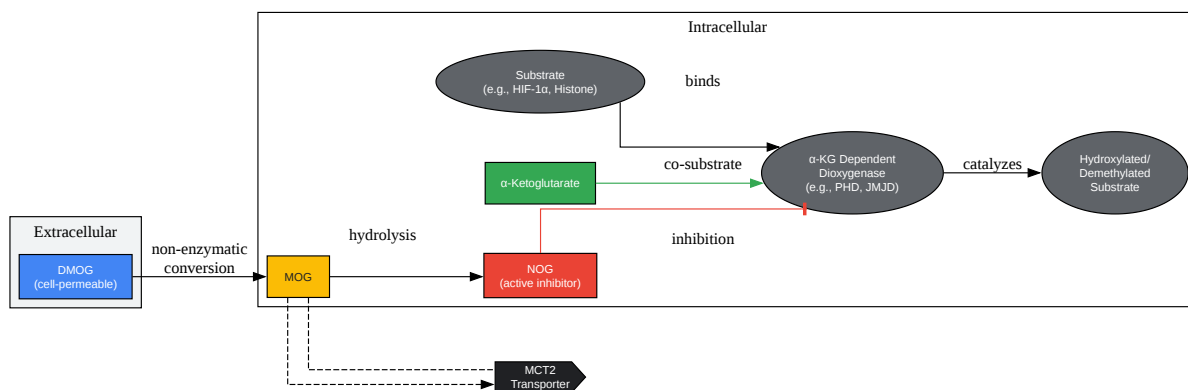 Intracellular
Substrate
(e.g., HIF-1α, Histone)
binds
α-KG Dependent
Dioxygenase
(e.g., PHD, JMJD)
catalyzes
Hydroxylated/
Demethylated
Substrate
co-substrate
α-Ketoglutarate
Extracellular
DMOG
(cell-permeable)
non-enzymatic
conversion
MOG
hydrolysis
NOG
(active inhibitor)
inhibition
MCT2
Transporter